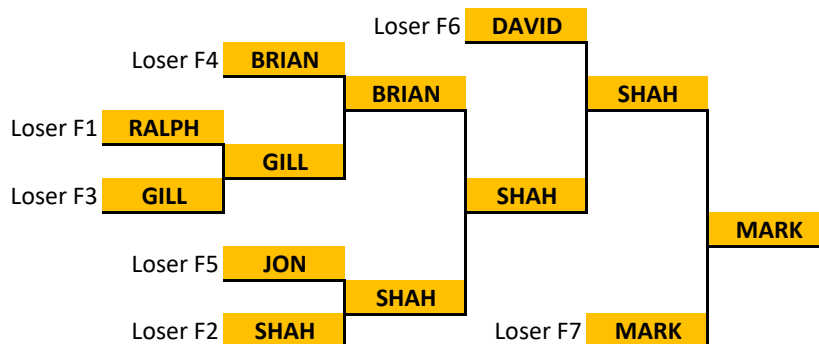 Loser F6 DAVID
Loser F4 BRIAN
BRIAN SHAH
Loser F1 RALPH
GILL
Loser F3 GILL SHAH
MARK
Loser F5 JON
SHAH
Loser F2 SHAH Loser F7 MARK